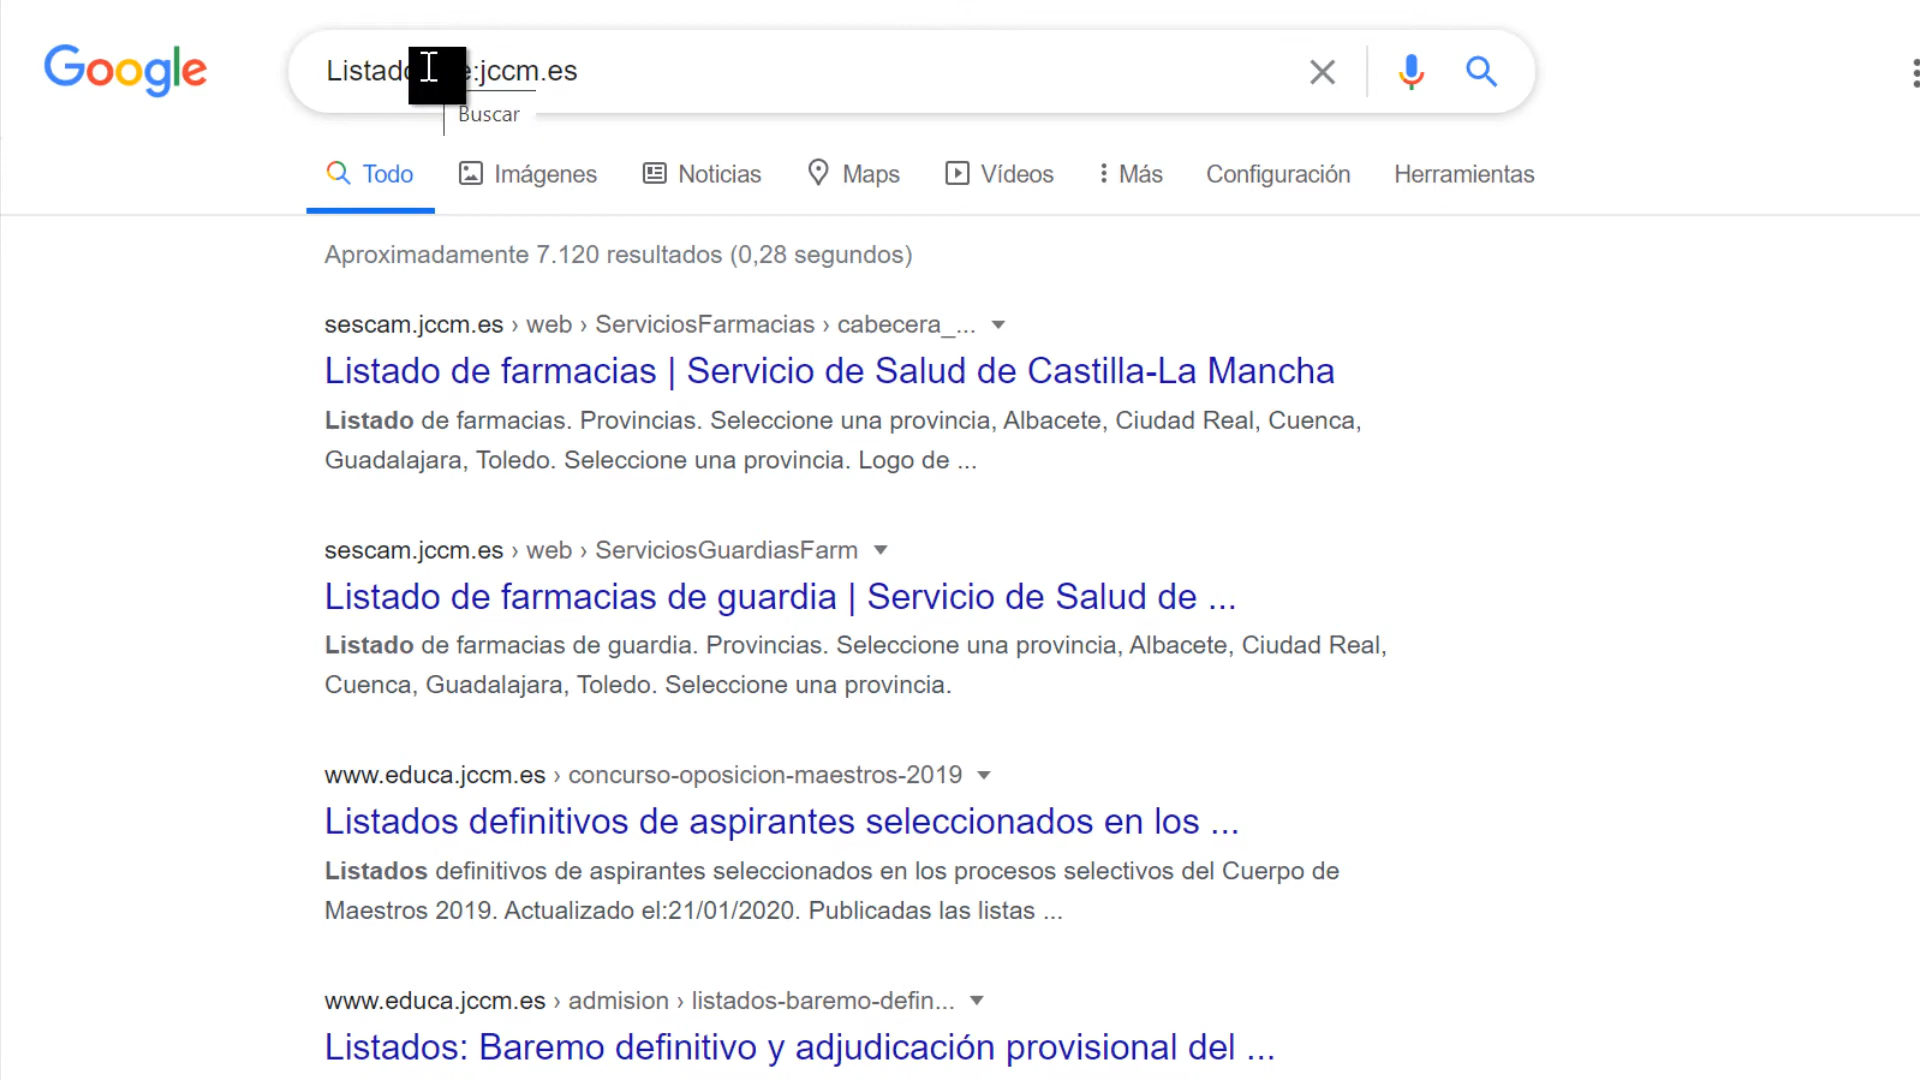 Google
:jccm.es
Buscar
Todo
Imágenes
Noticias
Maps
Vídeos
Más
Configuración
Herramientas
Aproximadamente 7.120 resultados (0,28 segundos)
sescam.jccm.es › web › ServiciosFarmacias › cabecera_...
Listado de farmacias | Servicio de Salud de Castilla-La Mancha
Listado de farmacias. Provincias. Seleccione una provincia, Albacete, Ciudad Real, Cuenca,
Guadalajara, Toledo. Seleccione una provincia. Logo de ...
sescam.jccm.es › web › ServiciosGuardiasFarm
Listado de farmacias de guardia | Servicio de Salud de ...
Listado de farmacias de guardia. Provincias. Seleccione una provincia, Albacete, Ciudad Real,
Cuenca, Guadalajara, Toledo. Seleccione una provincia.
www.educa.jccm.es › concurso-oposicion-maestros-2019
Listados definitivos de aspirantes seleccionados en los ...
Listados definitivos de aspirantes seleccionados en los procesos selectivos del Cuerpo de
Maestros 2019. Actualizado el:21/01/2020. Publicadas las listas ...
www.educa.jccm.es › admision › listados-baremo-defin...
Listados: Baremo definitivo y adjudicación provisional del ...